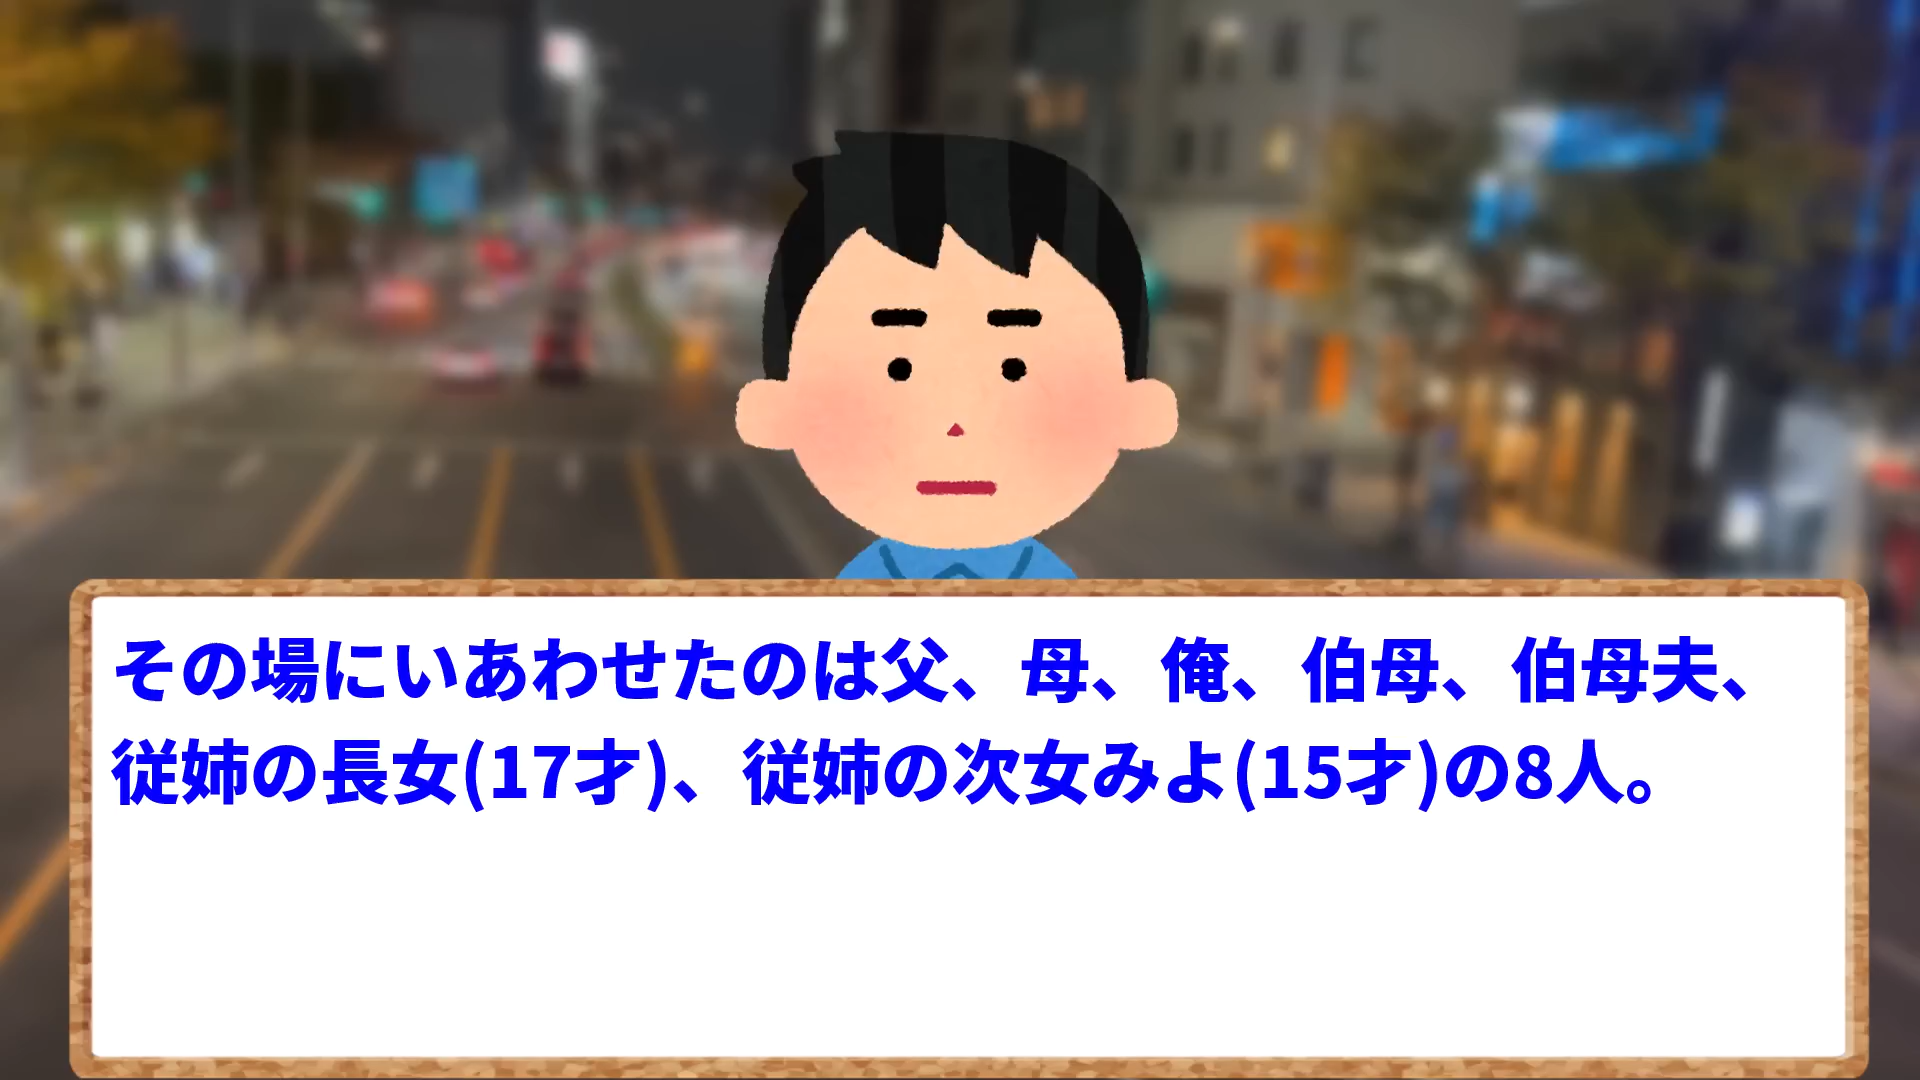 その場にいあわせたのは父、母、俺、伯母、伯母夫、
従姉の長女(17才)、従姉の次女みよ(15才)の8人。